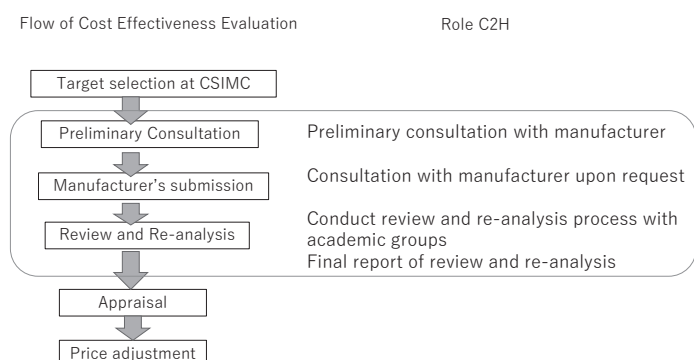 Flow of Cost Effectiveness Evaluation
Role C2H
Target selection at CSIMC
Preliminary Consultation
Preliminary consultation with manufacturer
Manufacturer's submission
Consultation with manufacturer upon request
Review and Re-analysis
Conduct review and re-analysis process with
academic groups
Final report of review and re-analysis
Appraisal
Price adjustment